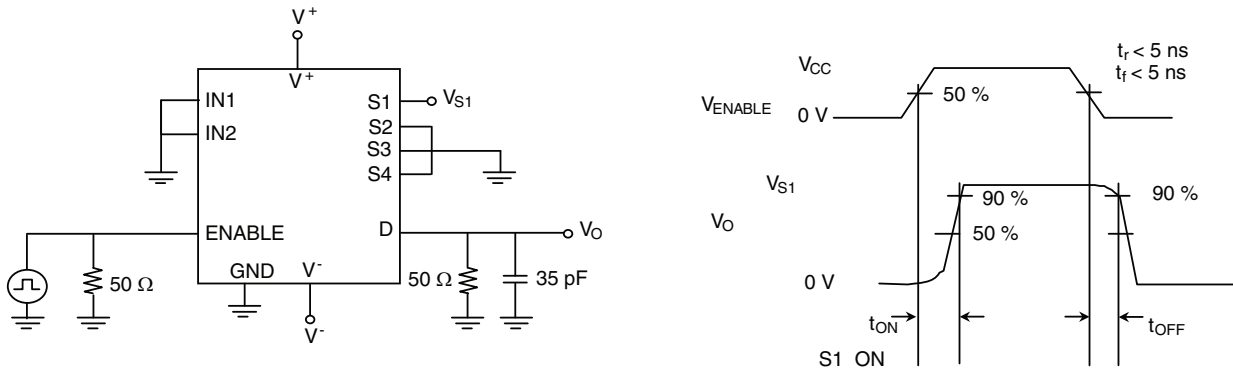 V+
V+
IN1
IN2
S1
VS1
S2
S3
S4
ENABLE
D
VO
GND
V-
50 Ω
50 Ω
35 pF
V-
VCC
tr < 5 ns
tf < 5 ns
VENABLE
50 %
0 V
VS1
90 %
90 %
VO
50 %
0 V
tON
tOFF
S1 ON